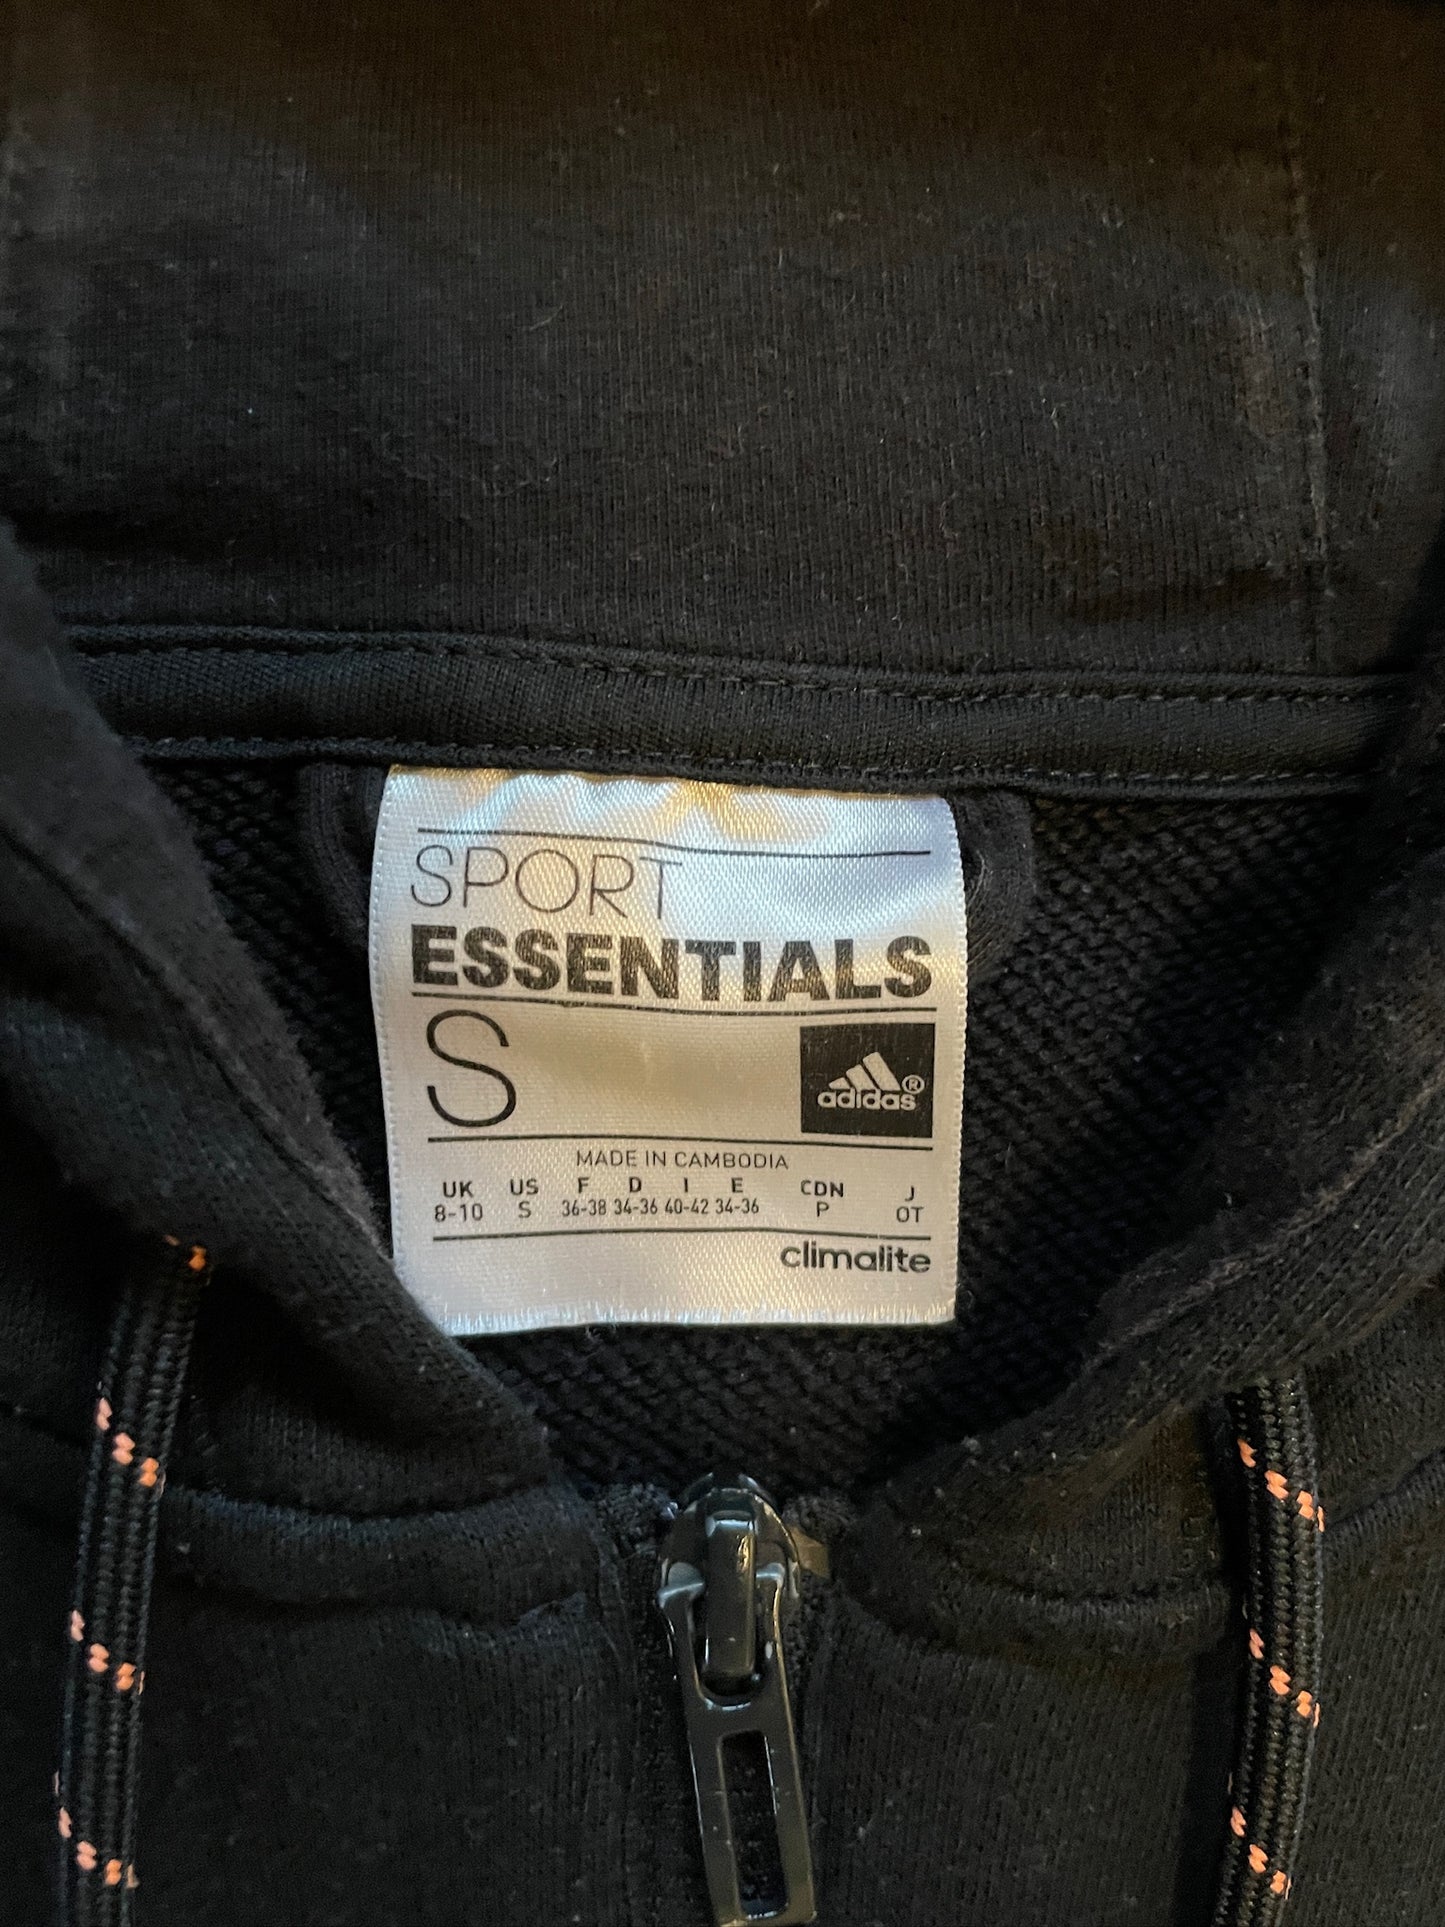 SPORT
ESSENTIALS
S
adidas®
MADE IN CAMBODIA
UK US F D I E CDN J
8-10 S 36-38 34-36 40-42 34-36 P OT
climalite